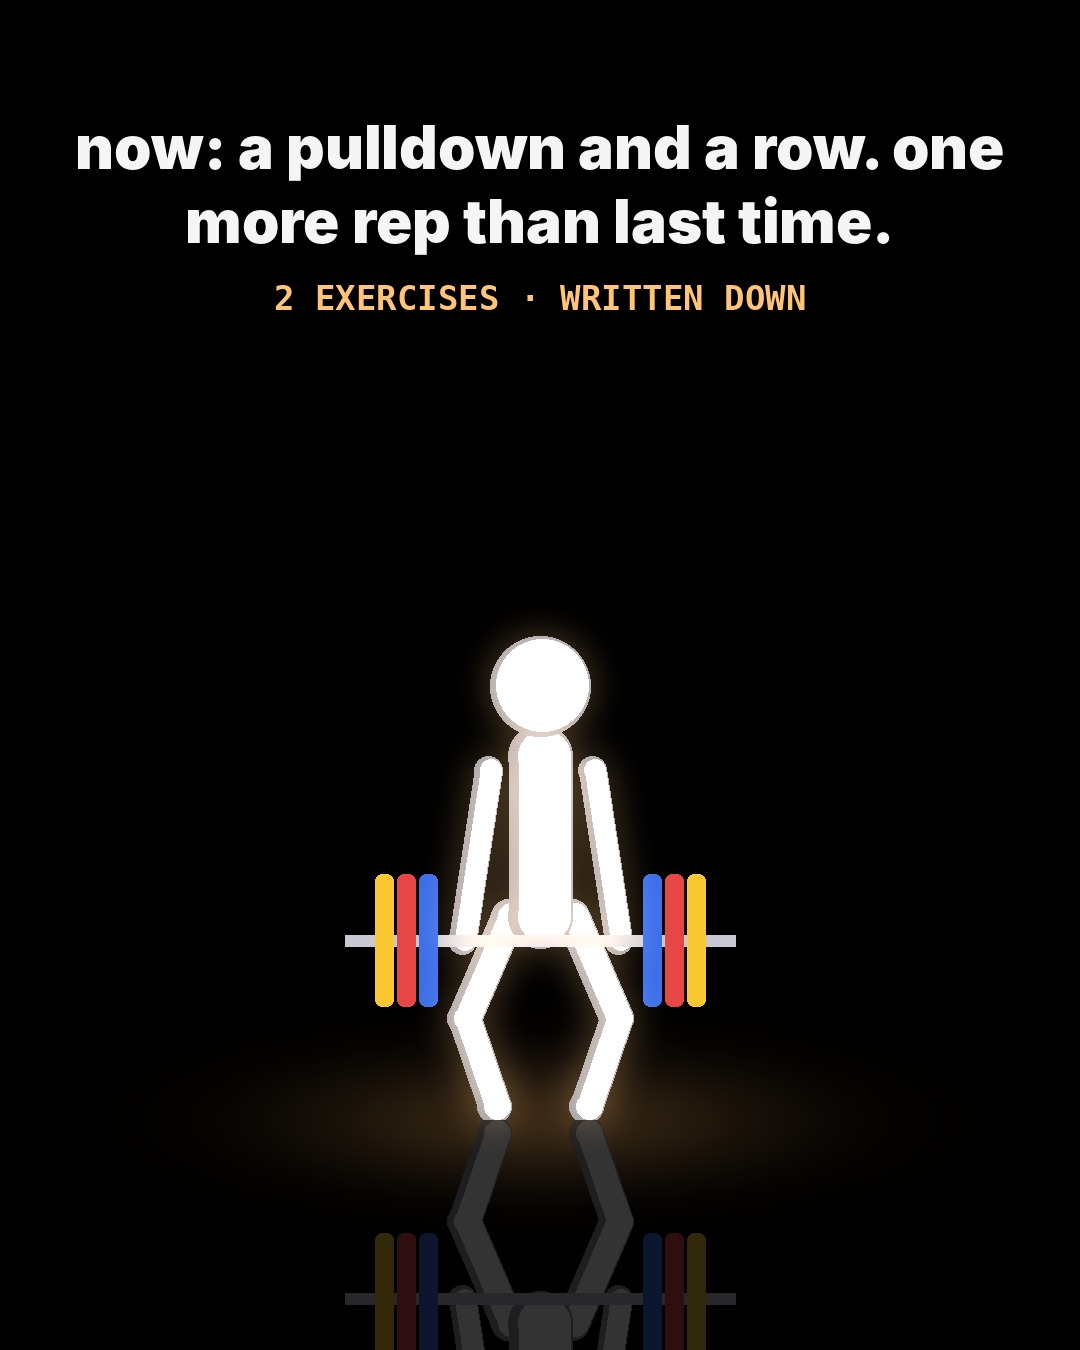 now: a pulldown and a row. one
more rep than last time.
2 EXERCISES · WRITTEN DOWN